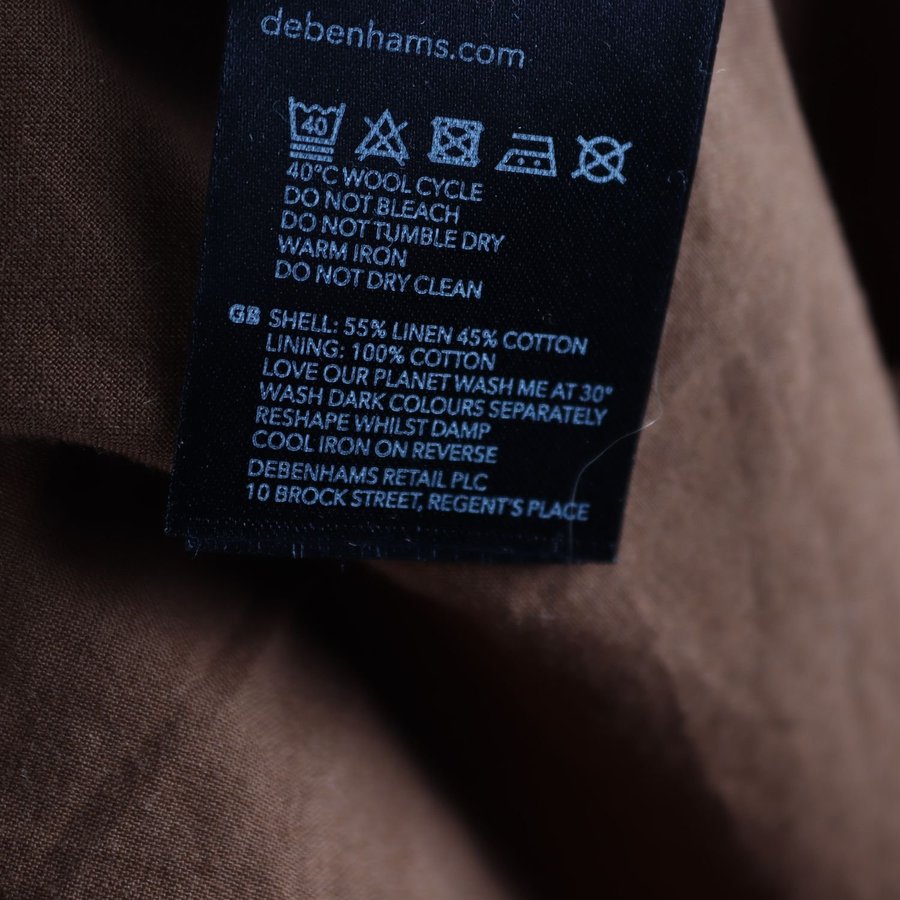 debenhams.com
40
40°C WOOL CYCLE
DO NOT BLEACH
DO NOT TUMBLE DRY
WARM IRON
DO NOT DRY CLEAN
GB SHELL: 55% LINEN 45% COTTON
LINING: 100% COTTON
LOVE OUR PLANET WASH ME AT 30°
WASH DARK COLOURS SEPARATELY
RESHAPE WHILST DAMP
COOL IRON ON REVERSE
DEBENHAMS RETAIL PLC
10 BROCK STREET, REGENT'S PLACE